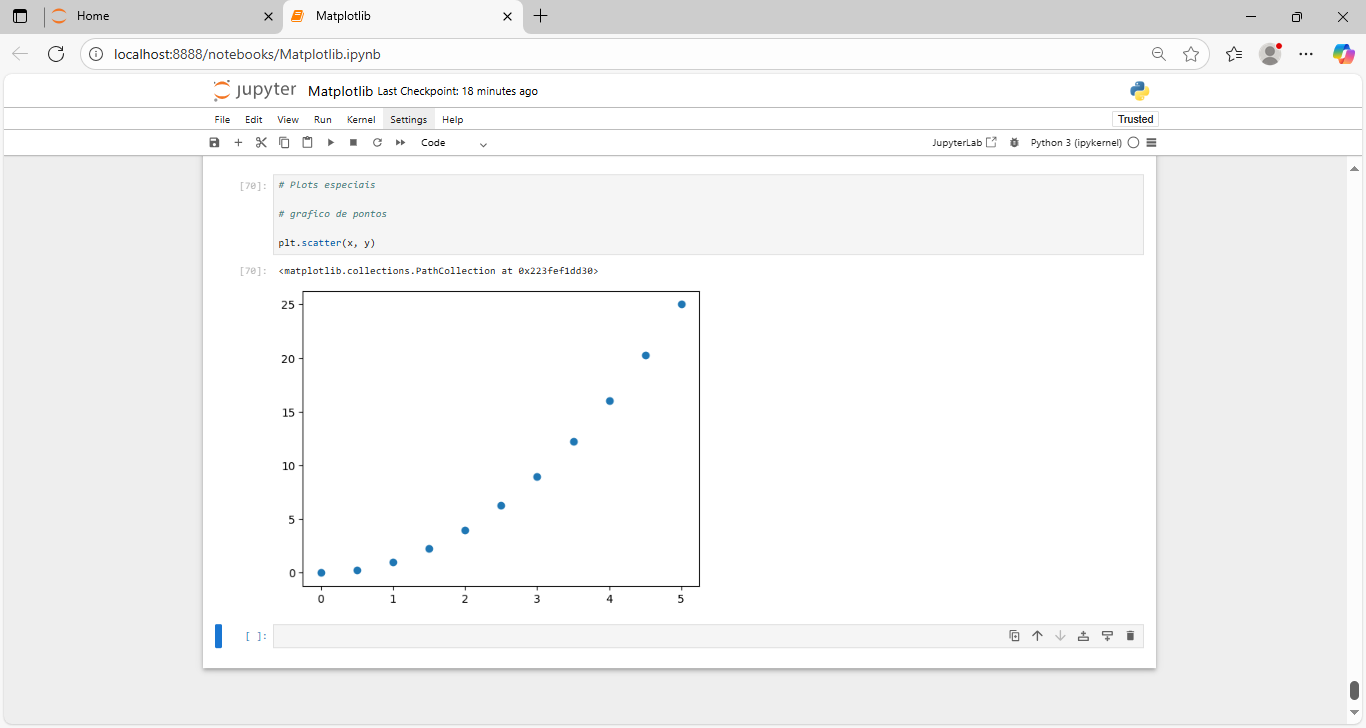 Home
Matplotlib
localhost:8888/notebooks/Matplotlib.ipynb
jupyter Matplotlib Last Checkpoint: 18 minutes ago
File Edit View Run Kernel Settings Help
Trusted
Code
JupyterLab
Python 3 (ipykernel)
[70]: # Plots especiais
# grafico de pontos
plt.scatter(x, y)
[70]: <matplotlib.collections.PathCollection at 0x223fef1dd30>
25
20
15
10
5
0
0 1 2 3 4 5
[ ]: